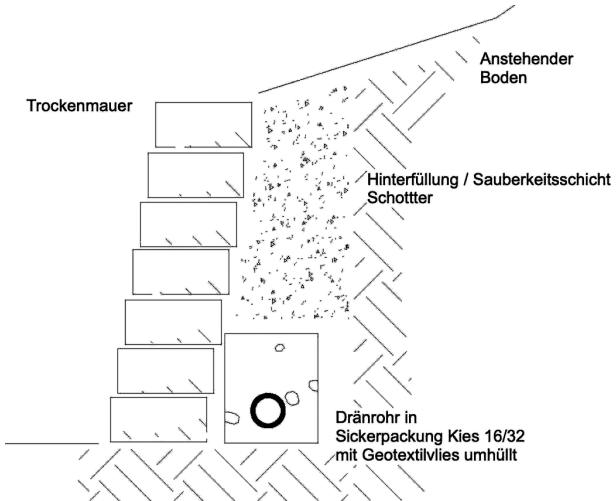 Anstehender
Boden
Trockenmauer
Hinterfüllung / Sauberkeitsschicht
Schottter
Dränrohr in
Sickerpackung Kies 16/32
mit Geotextilvlies umhüllt